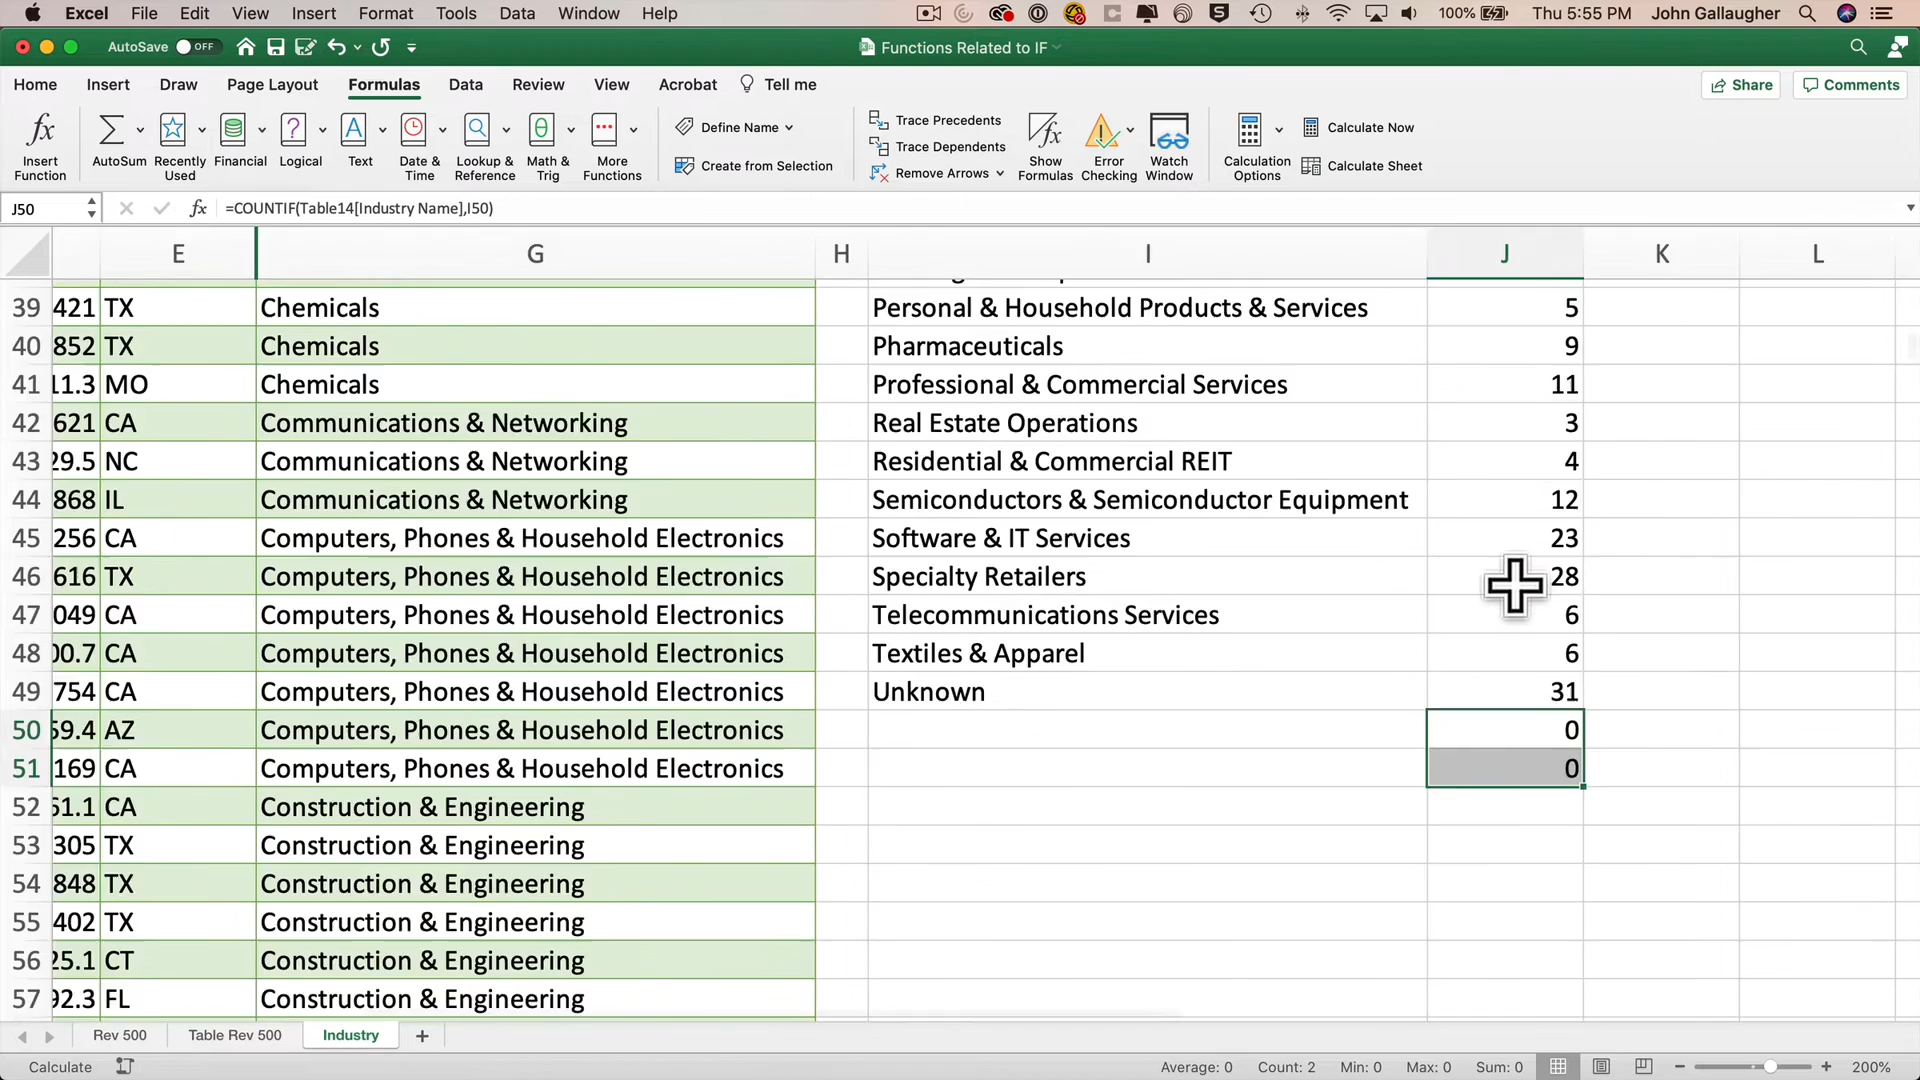 Excel File Edit View Insert Format Tools Data Window Help 100% Thu 5:55 PM John Gallaugher
AutoSave OFF Functions Related to IF
Home Insert Draw Page Layout Formulas Data Review View Acrobat Tell me Share Comments
Insert Function
AutoSum
Recently Used
Financial
Logical
Text
Date & Time
Lookup & Reference
Math & Trig
More Functions
Define Name
Create from Selection
Trace Precedents
Trace Dependents
Remove Arrows
Show Formulas
Error Checking
Watch Window
Calculation Options
Calculate Now
Calculate Sheet
J50 fx =COUNTIF(Table14[Industry Name],I50)
E G H I J K L
39 421 TX Chemicals Personal & Household Products & Services 5
40 852 TX Chemicals Pharmaceuticals 9
41 11.3 MO Chemicals Professional & Commercial Services 11
42 621 CA Communications & Networking Real Estate Operations 3
43 29.5 NC Communications & Networking Residential & Commercial REIT 4
44 868 IL Communications & Networking Semiconductors & Semiconductor Equipment 12
45 256 CA Computers, Phones & Household Electronics Software & IT Services 23
46 616 TX Computers, Phones & Household Electronics Specialty Retailers 28
47 049 CA Computers, Phones & Household Electronics Telecommunications Services 6
48 00.7 CA Computers, Phones & Household Electronics Textiles & Apparel 6
49 754 CA Computers, Phones & Household Electronics Unknown 31
50 59.4 AZ Computers, Phones & Household Electronics 0
51 169 CA Computers, Phones & Household Electronics 0
52 61.1 CA Construction & Engineering
53 305 TX Construction & Engineering
54 848 TX Construction & Engineering
55 402 TX Construction & Engineering
56 25.1 CT Construction & Engineering
57 92.3 FL Construction & Engineering
Rev 500 Table Rev 500 Industry
Calculate Average: 0 Count: 2 Min: 0 Max: 0 Sum: 0 200%